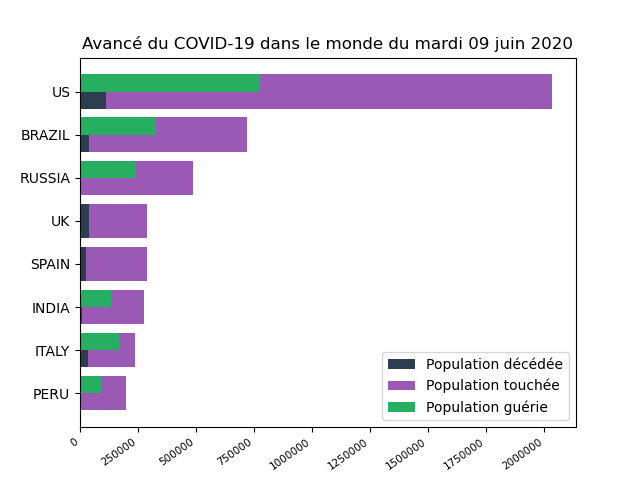 Avancé du COVID-19 dans le monde du mardi 09 juin 2020
US
BRAZIL
RUSSIA
UK
SPAIN
INDIA
ITALY
PERU
Population décédée
Population touchée
Population guérie
0
250000
500000
750000
1000000
1250000
1500000
1750000
2000000